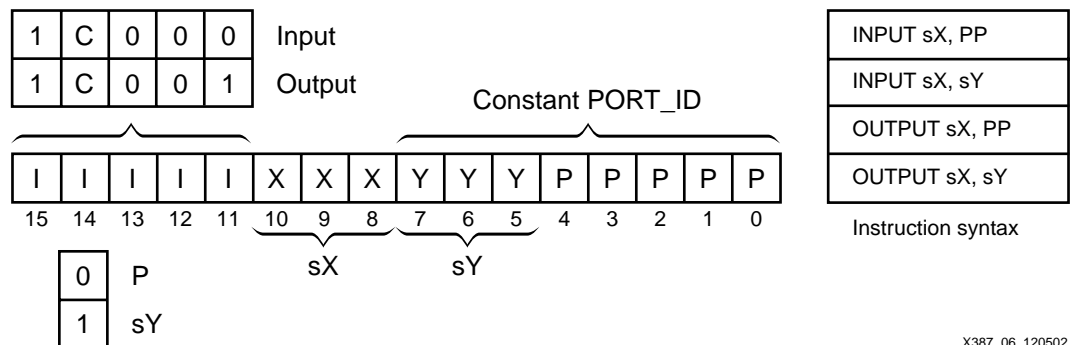 1 C 0 0 0 Input
1 C 0 0 1 Output
Constant PORT_ID
I I I I I X X X Y Y Y P P P P P
15 14 13 12 11 10 9 8 7 6 5 4 3 2 1 0
sX sY
0 P
1 sY
INPUT sX, PP
INPUT sX, sY
OUTPUT sX, PP
OUTPUT sX, sY
Instruction syntax
X387_06_120502